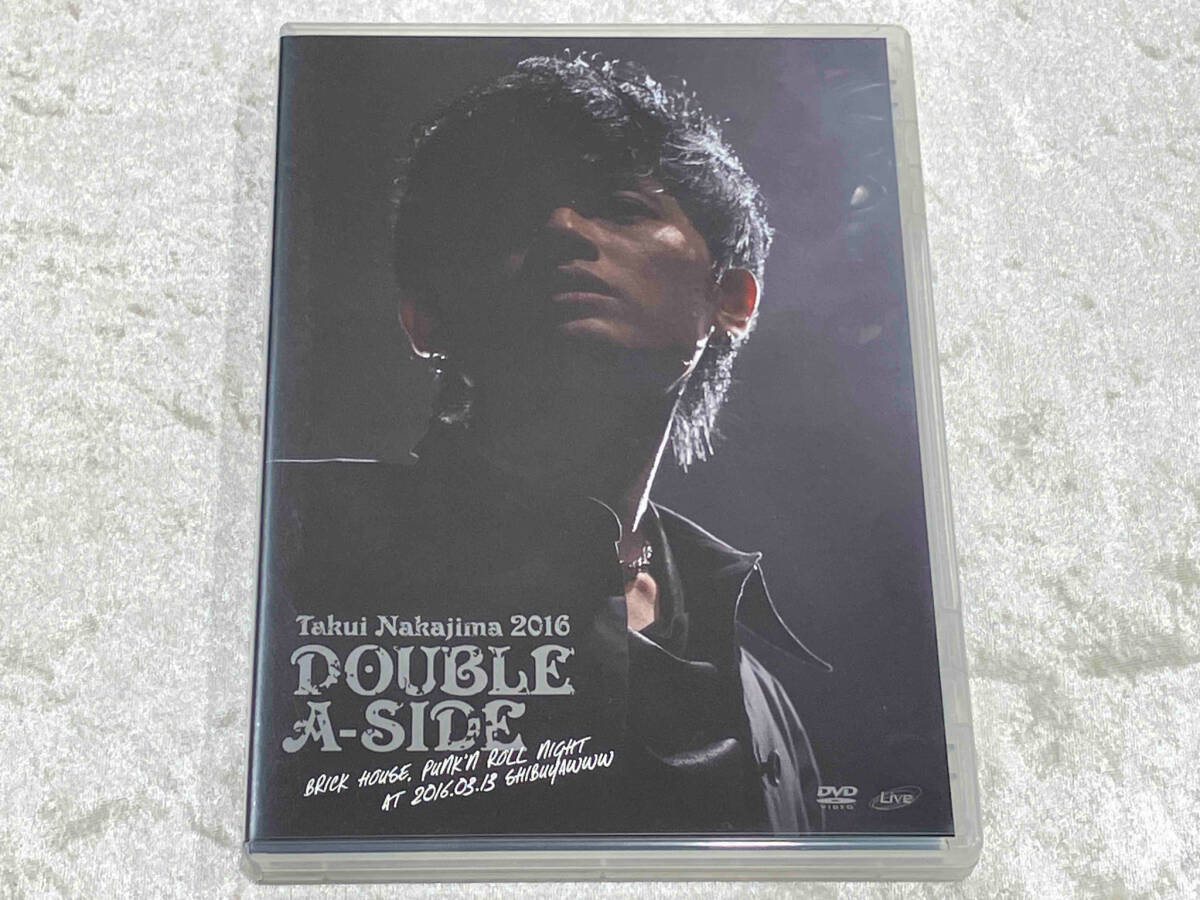 Takui Nakajima 2016
DOUBLE
A-SIDE
BRICK HOUSE. PUNK'N ROLL NIGHT
AT 2016.03.13 SHIBUYAWWW
DVD
VIDEO
Live